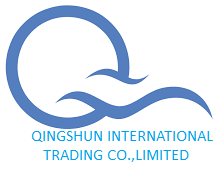 QINGSHUN INTERNATIONAL
TRADING CO.,LIMITED